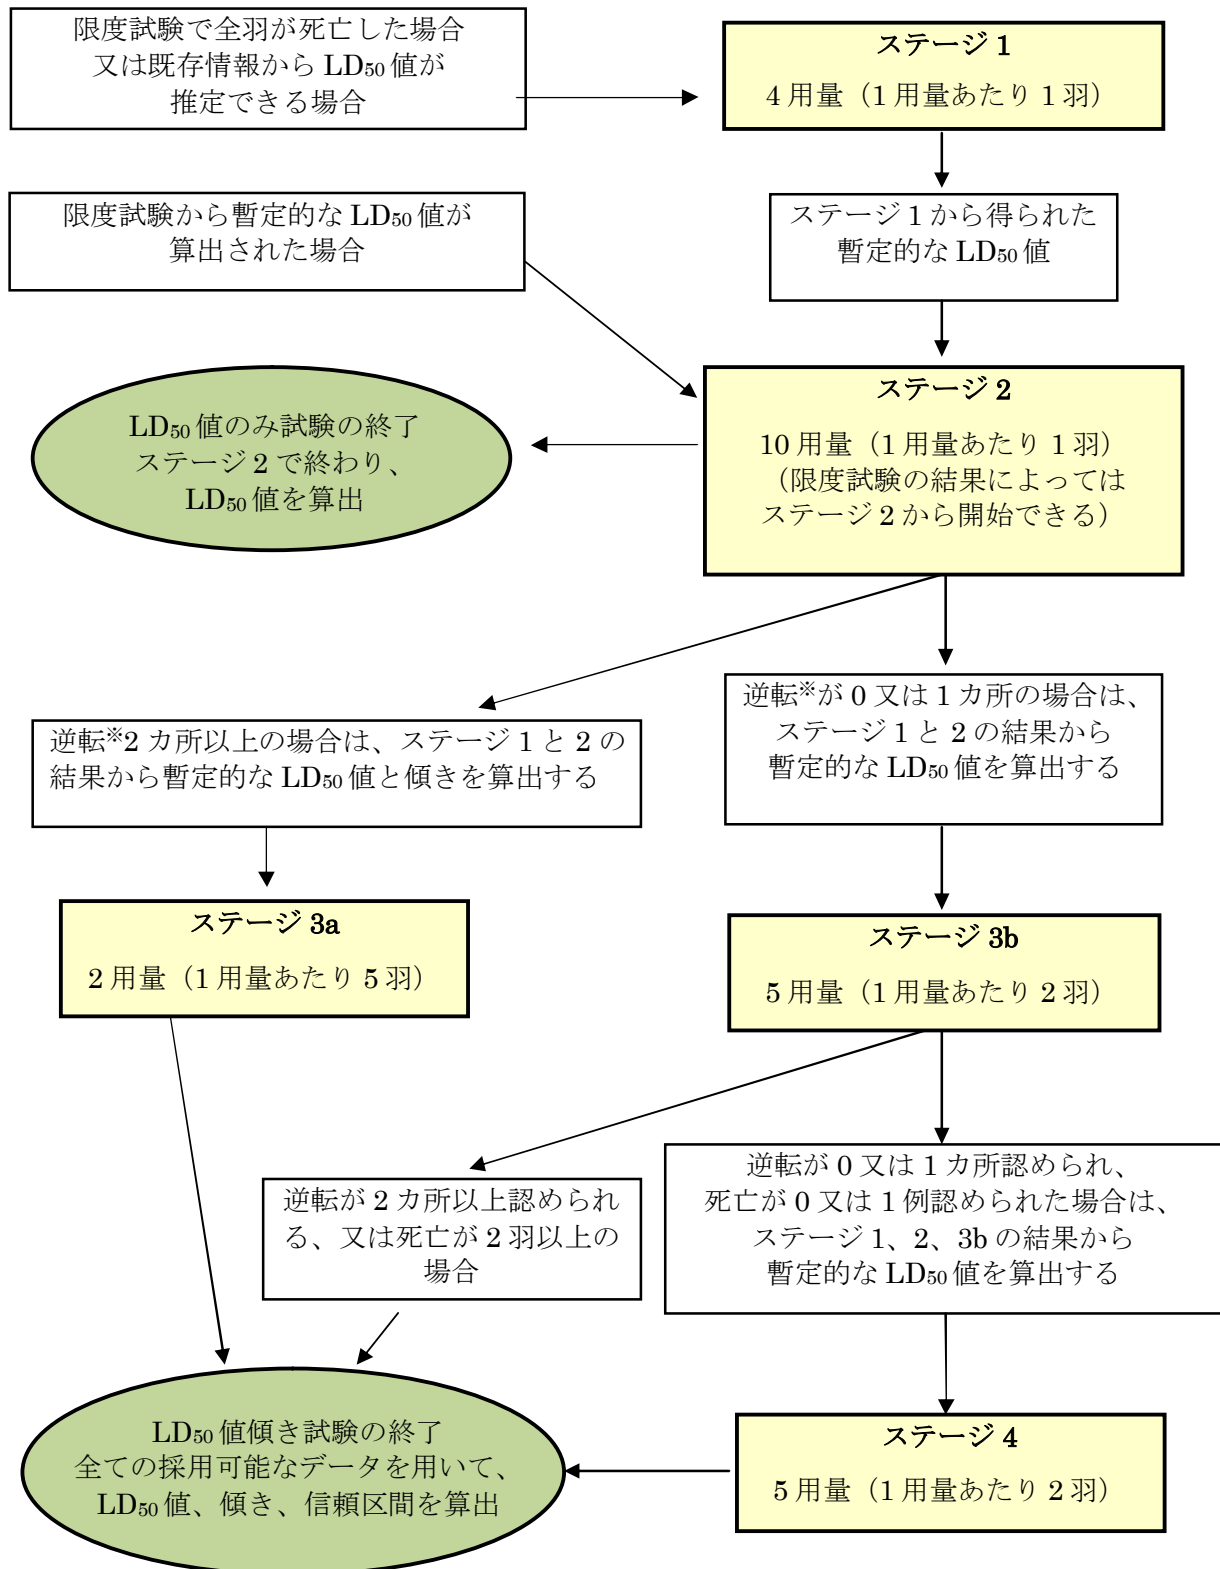 限度試験で全羽が死亡した場合
又は既存情報から LD₅₀ 値が
推定できる場合
ステージ 1
4 用量（1 用量あたり 1 羽）
限度試験から暫定的な LD₅₀ 値が
算出された場合
ステージ 1 から得られた
暫定的な LD₅₀ 値
LD₅₀ 値のみ試験の終了
ステージ 2 で終わり、
LD₅₀ 値を算出
ステージ 2
10 用量（1 用量あたり 1 羽）
（限度試験の結果によっては
ステージ 2 から開始できる）
逆転※2 カ所以上の場合は、ステージ 1 と 2 の
結果から暫定的な LD₅₀ 値と傾きを算出する
逆転※が 0 又は 1 カ所の場合は、
ステージ 1 と 2 の結果から
暫定的な LD₅₀ 値を算出する
ステージ 3a
2 用量（1 用量あたり 5 羽）
ステージ 3b
5 用量（1 用量あたり 2 羽）
逆転が 2 カ所以上認められ
る、又は死亡が 2 羽以上の
場合
逆転が 0 又は 1 カ所認められ、
死亡が 0 又は 1 例認められた場合は、
ステージ 1、2、3b の結果から
暫定的な LD₅₀ 値を算出する
LD₅₀ 値傾き試験の終了
全ての採用可能なデータを用いて、
LD₅₀ 値、傾き、信頼区間を算出
ステージ 4
5 用量（1 用量あたり 2 羽）